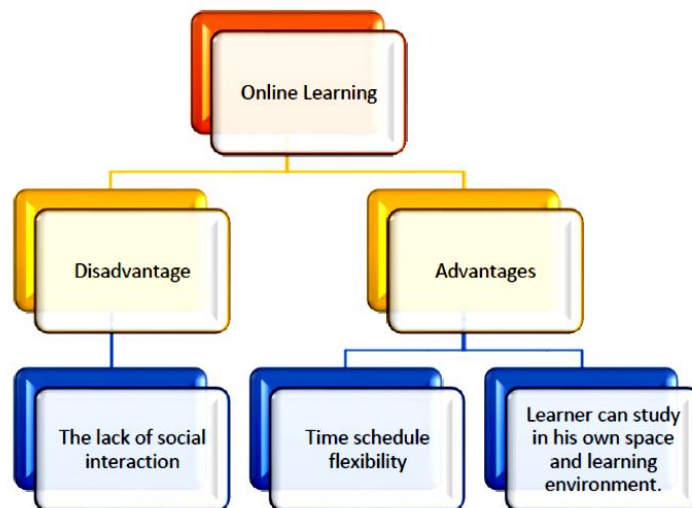 Online Learning
Disadvantage
Advantages
The lack of social
interaction
Time schedule
flexibility
Learner can study
in his own space
and learning
environment.